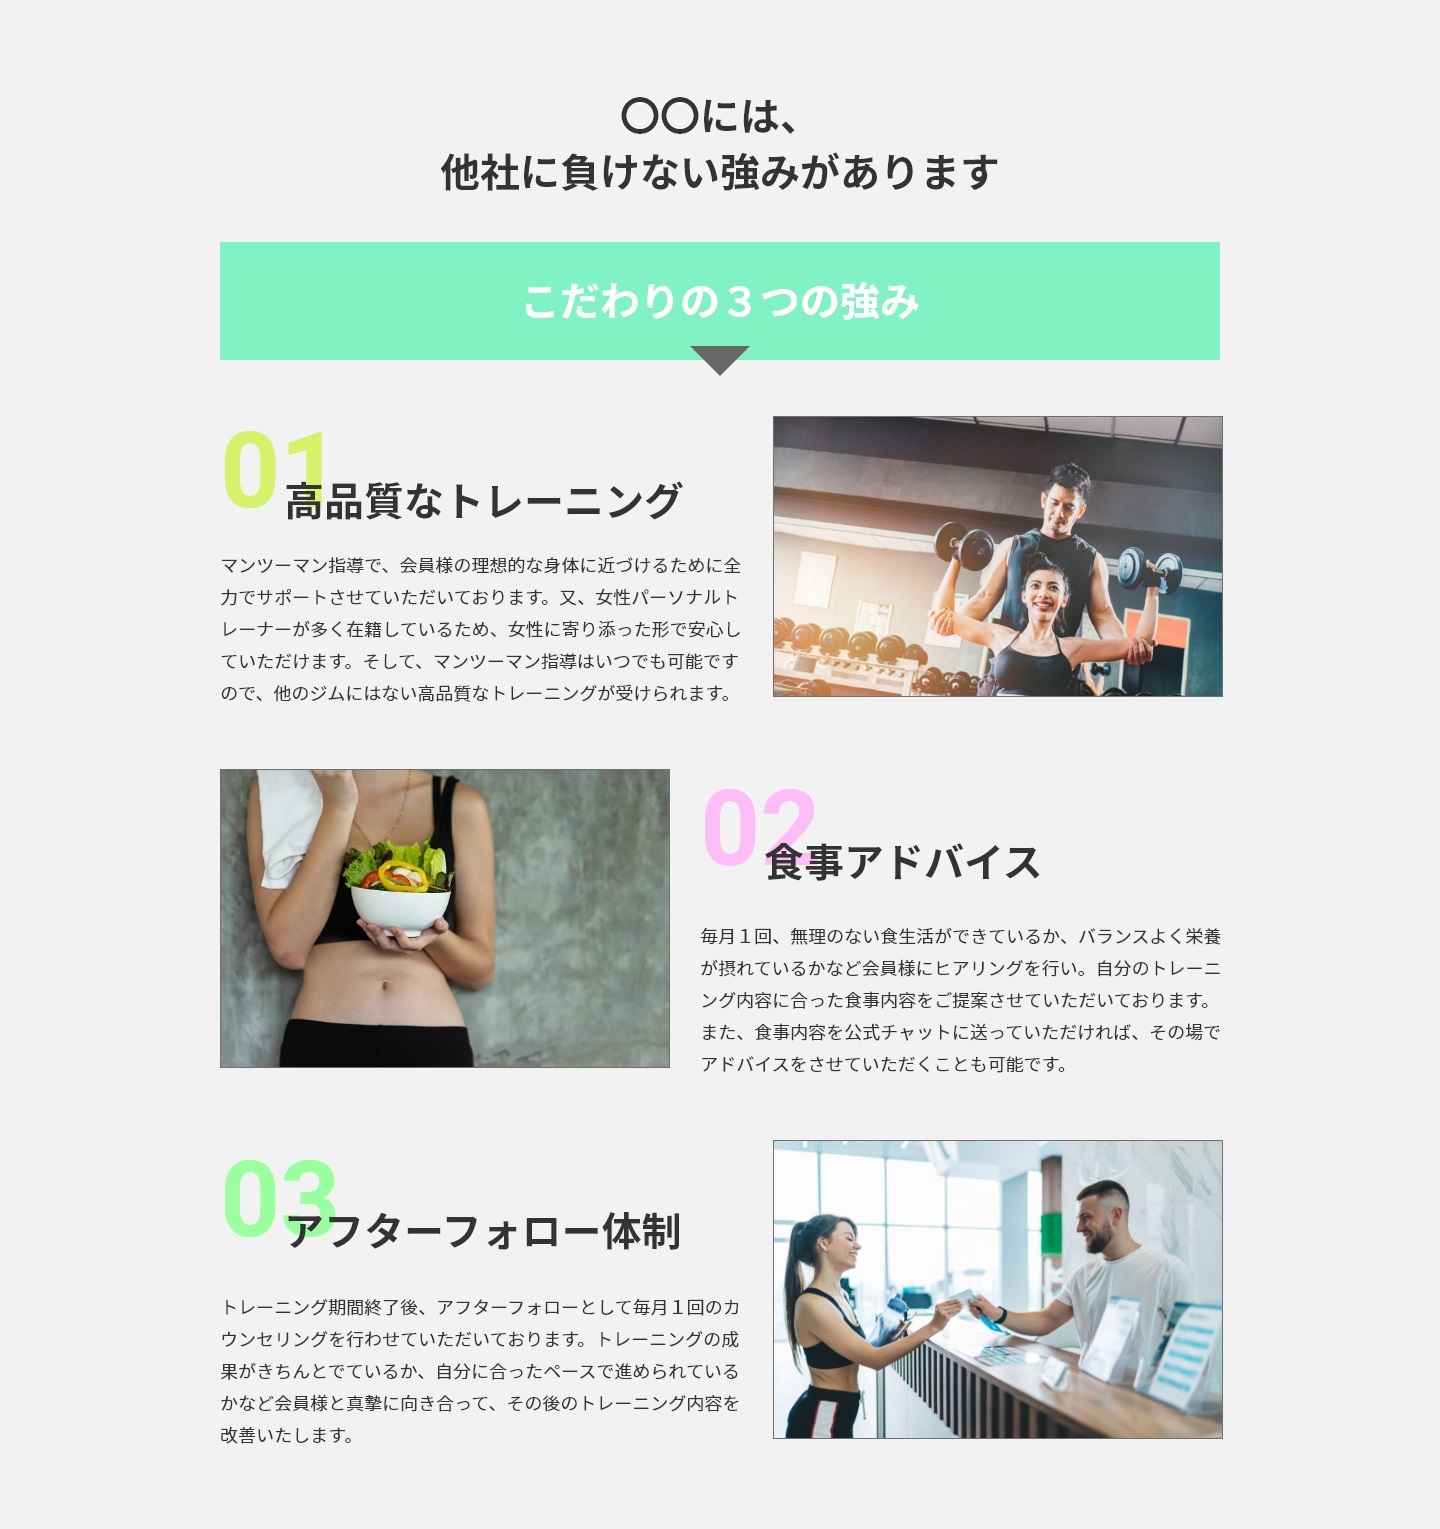 〇〇には、
他社に負けない強みがあります
こだわりの３つの強み
01
高品質なトレーニング
マンツーマン指導で、会員様の理想的な身体に近づけるために全
力でサポートさせていただいております。又、女性パーソナルト
レーナーが多く在籍しているため、女性に寄り添った形で安心し
ていただけます。そして、マンツーマン指導はいつでも可能です
ので、他のジムにはない高品質なトレーニングが受けられます。
02
食事アドバイス
毎月１回、無理のない食生活ができているか、バランスよく栄養
が摂れているかなど会員様にヒアリングを行い。自分のトレーニ
ング内容に合った食事内容をご提案させていただいております。
また、食事内容を公式チャットに送っていただければ、その場で
アドバイスをさせていただくことも可能です。
03
アフターフォロー体制
トレーニング期間終了後、アフターフォローとして毎月１回のカ
ウンセリングを行わせていただいております。トレーニングの成
果がきちんとでているか、自分に合ったペースで進められている
かなど会員様と真摯に向き合って、その後のトレーニング内容を
改善いたします。